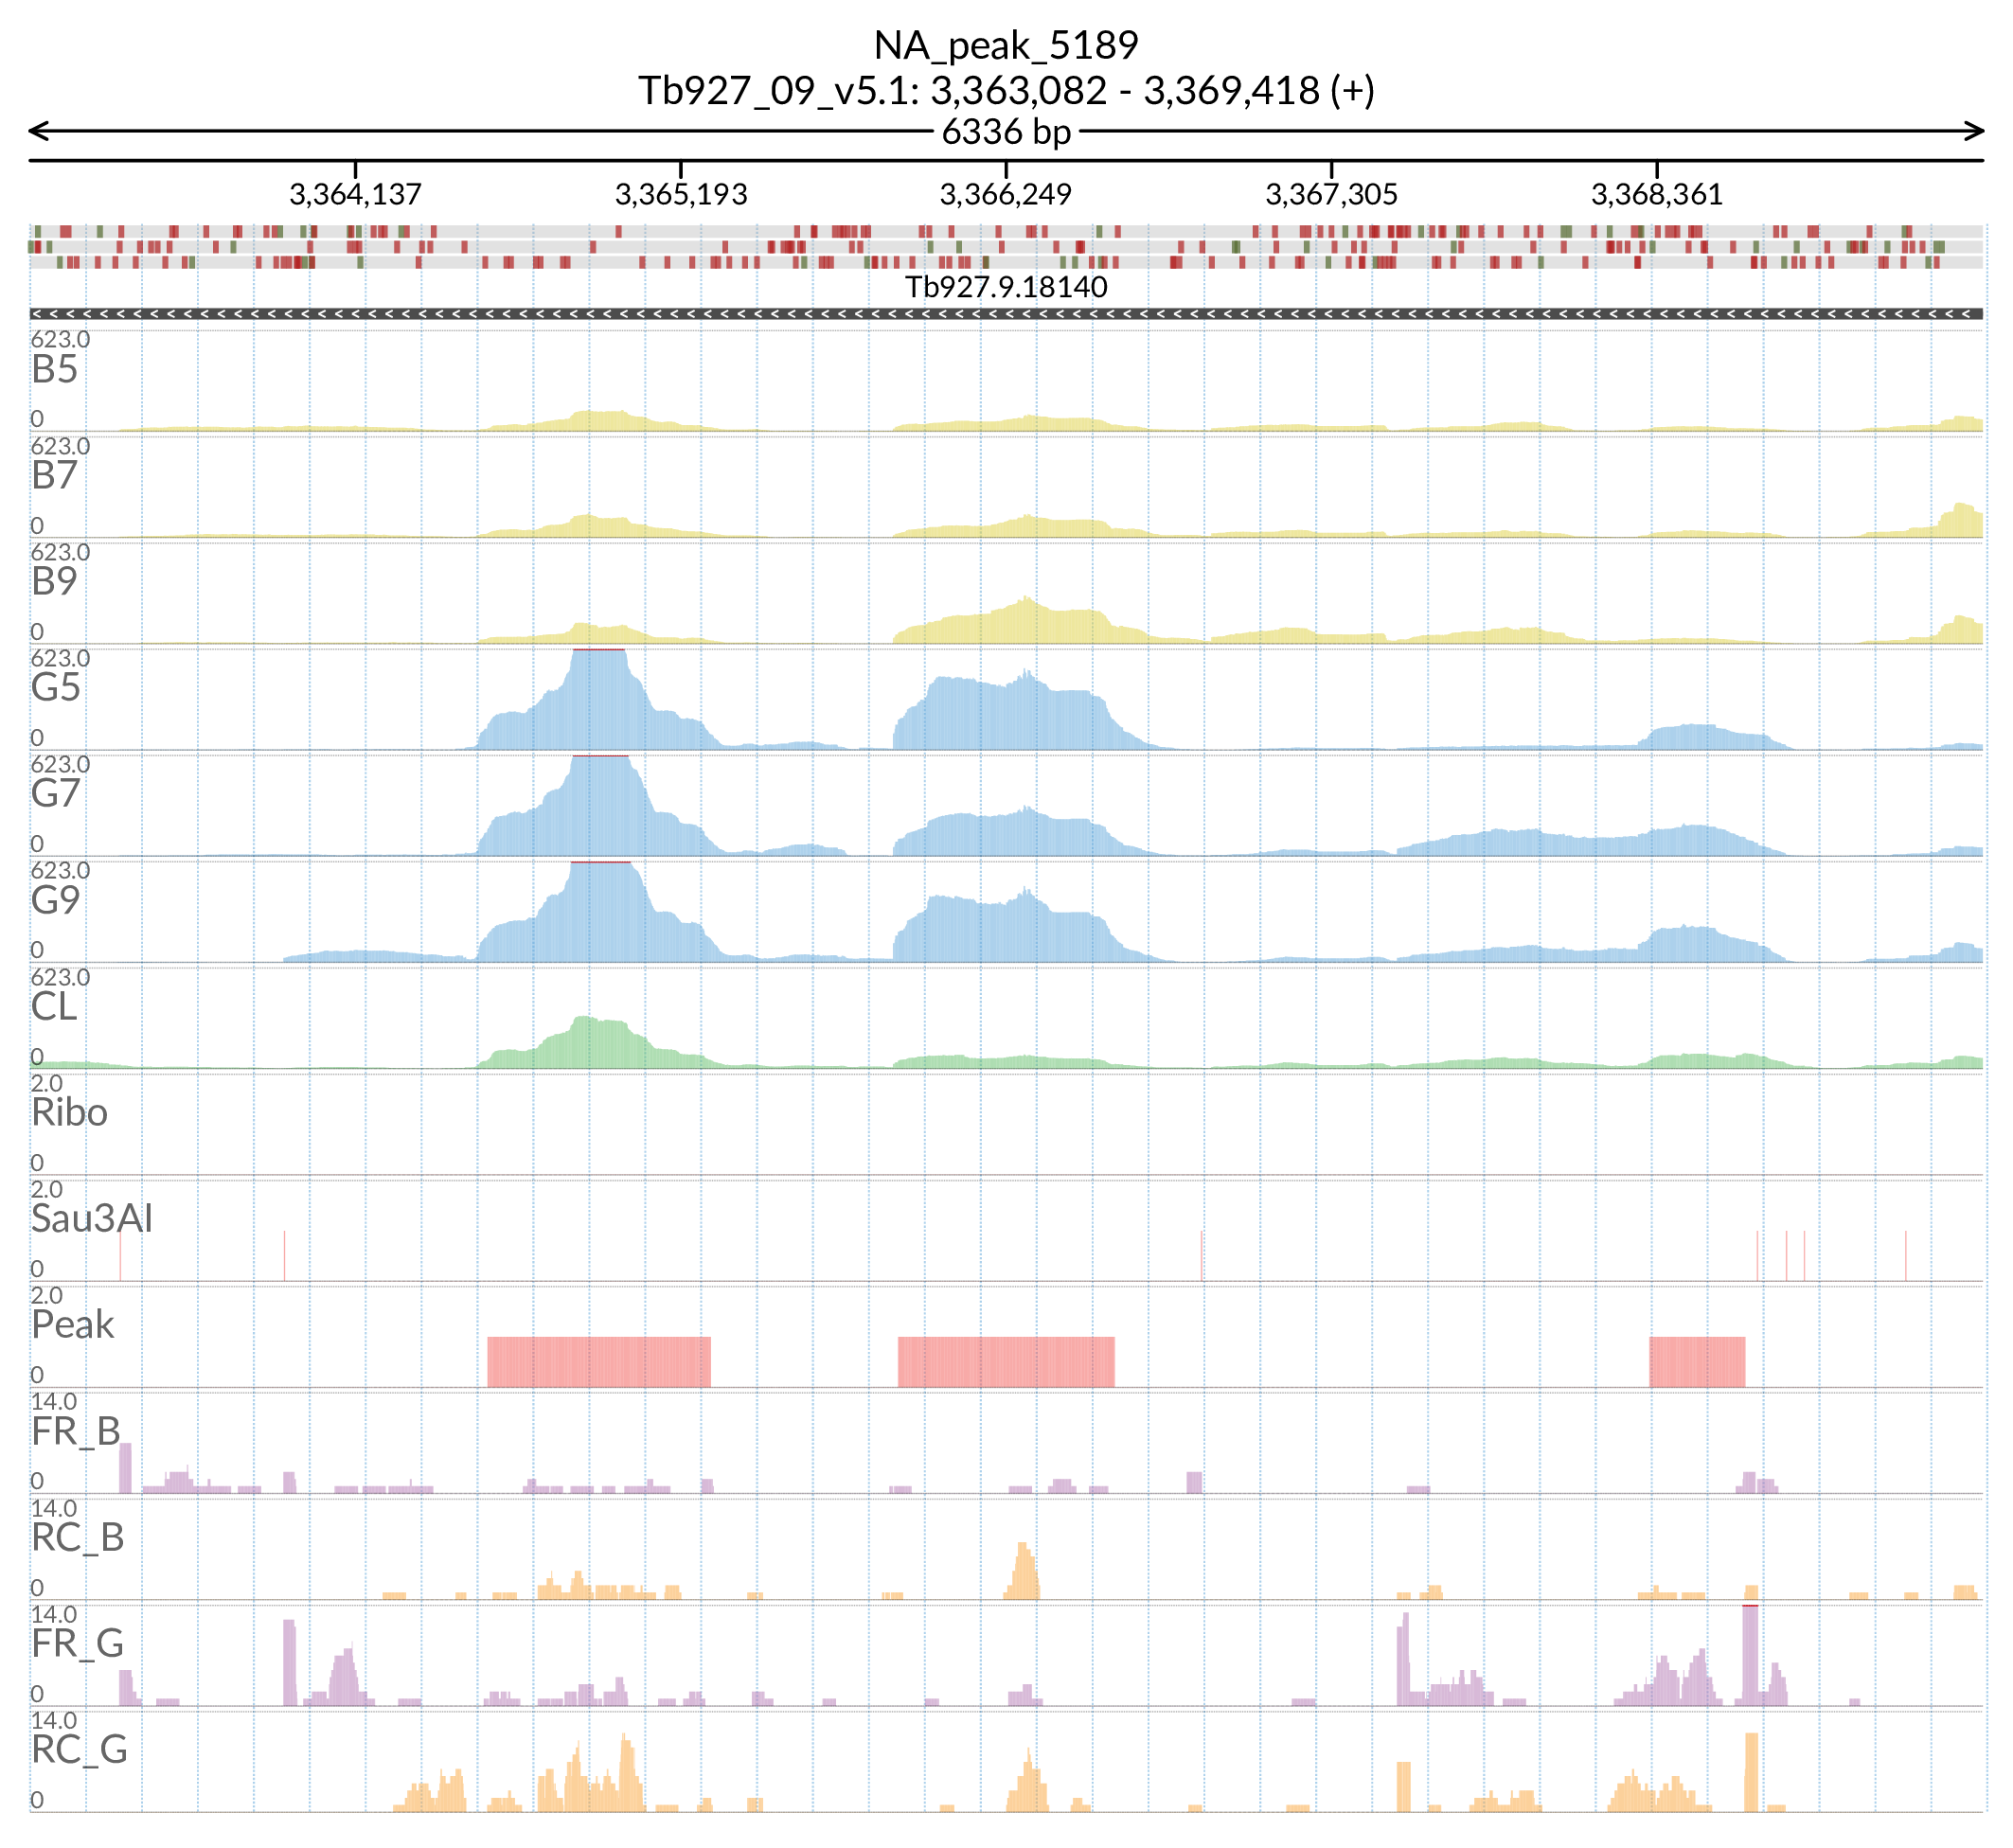 NA_peak_5189
Tb927_09_v5.1: 3,363,082 - 3,369,418 (+)
6336 bp
3,364,137 3,365,193 3,366,249 3,367,305 3,368,361
Tb927.9.18140
623.0
B5
0
623.0
B7
0
623.0
B9
0
623.0
G5
0
623.0
G7
0
623.0
G9
0
623.0
CL
0
2.0
Ribo
0
2.0
Sau3AI
0
2.0
Peak
0
14.0
FR_B
0
14.0
RC_B
0
14.0
FR_G
0
14.0
RC_G
0